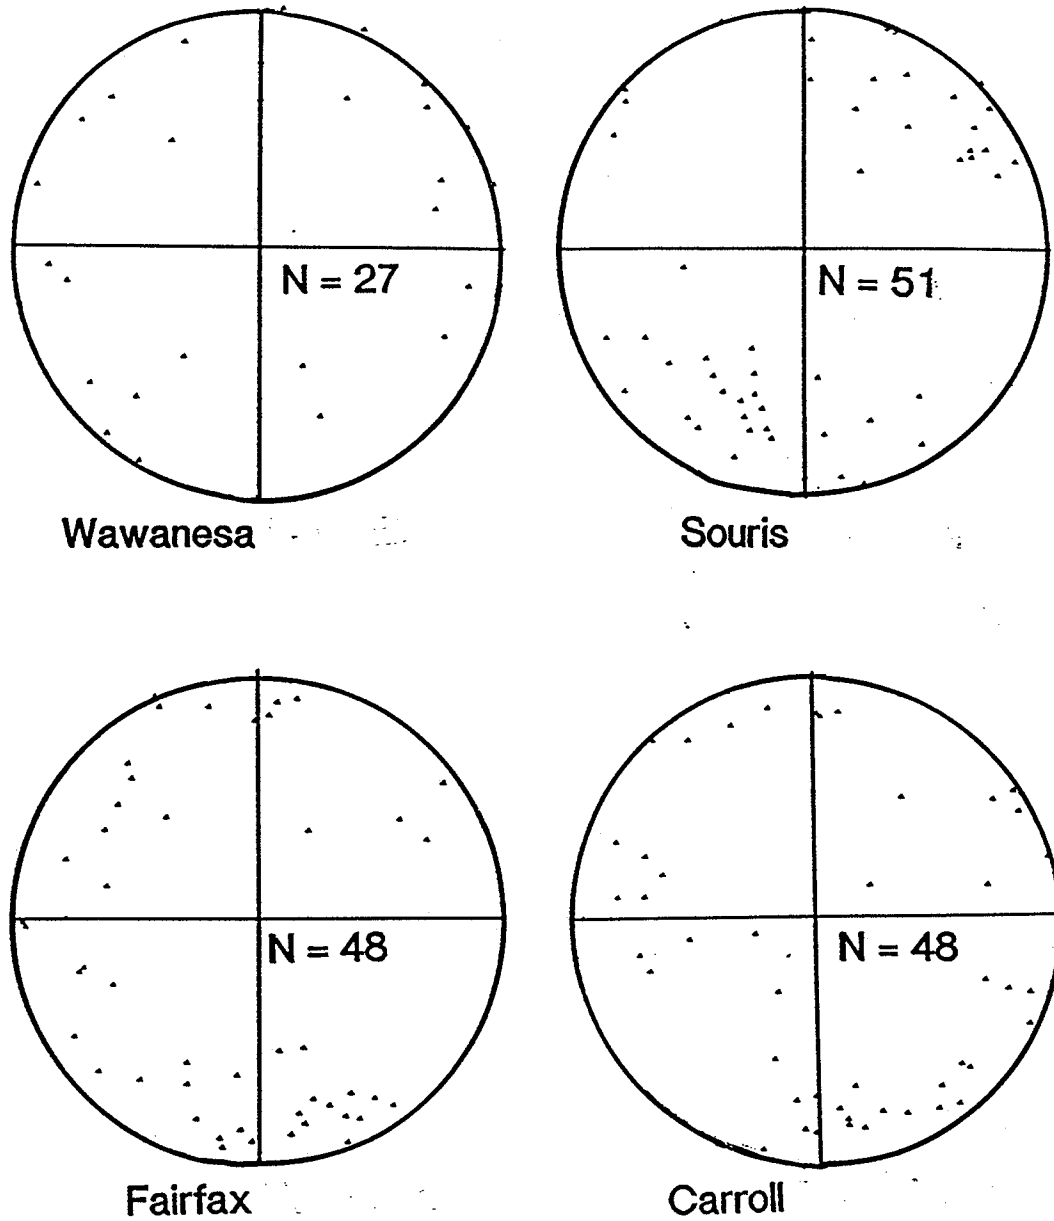 N = 27
N = 51
Wawanesa
Souris
N = 48
N = 48
Fairfax
Carroll